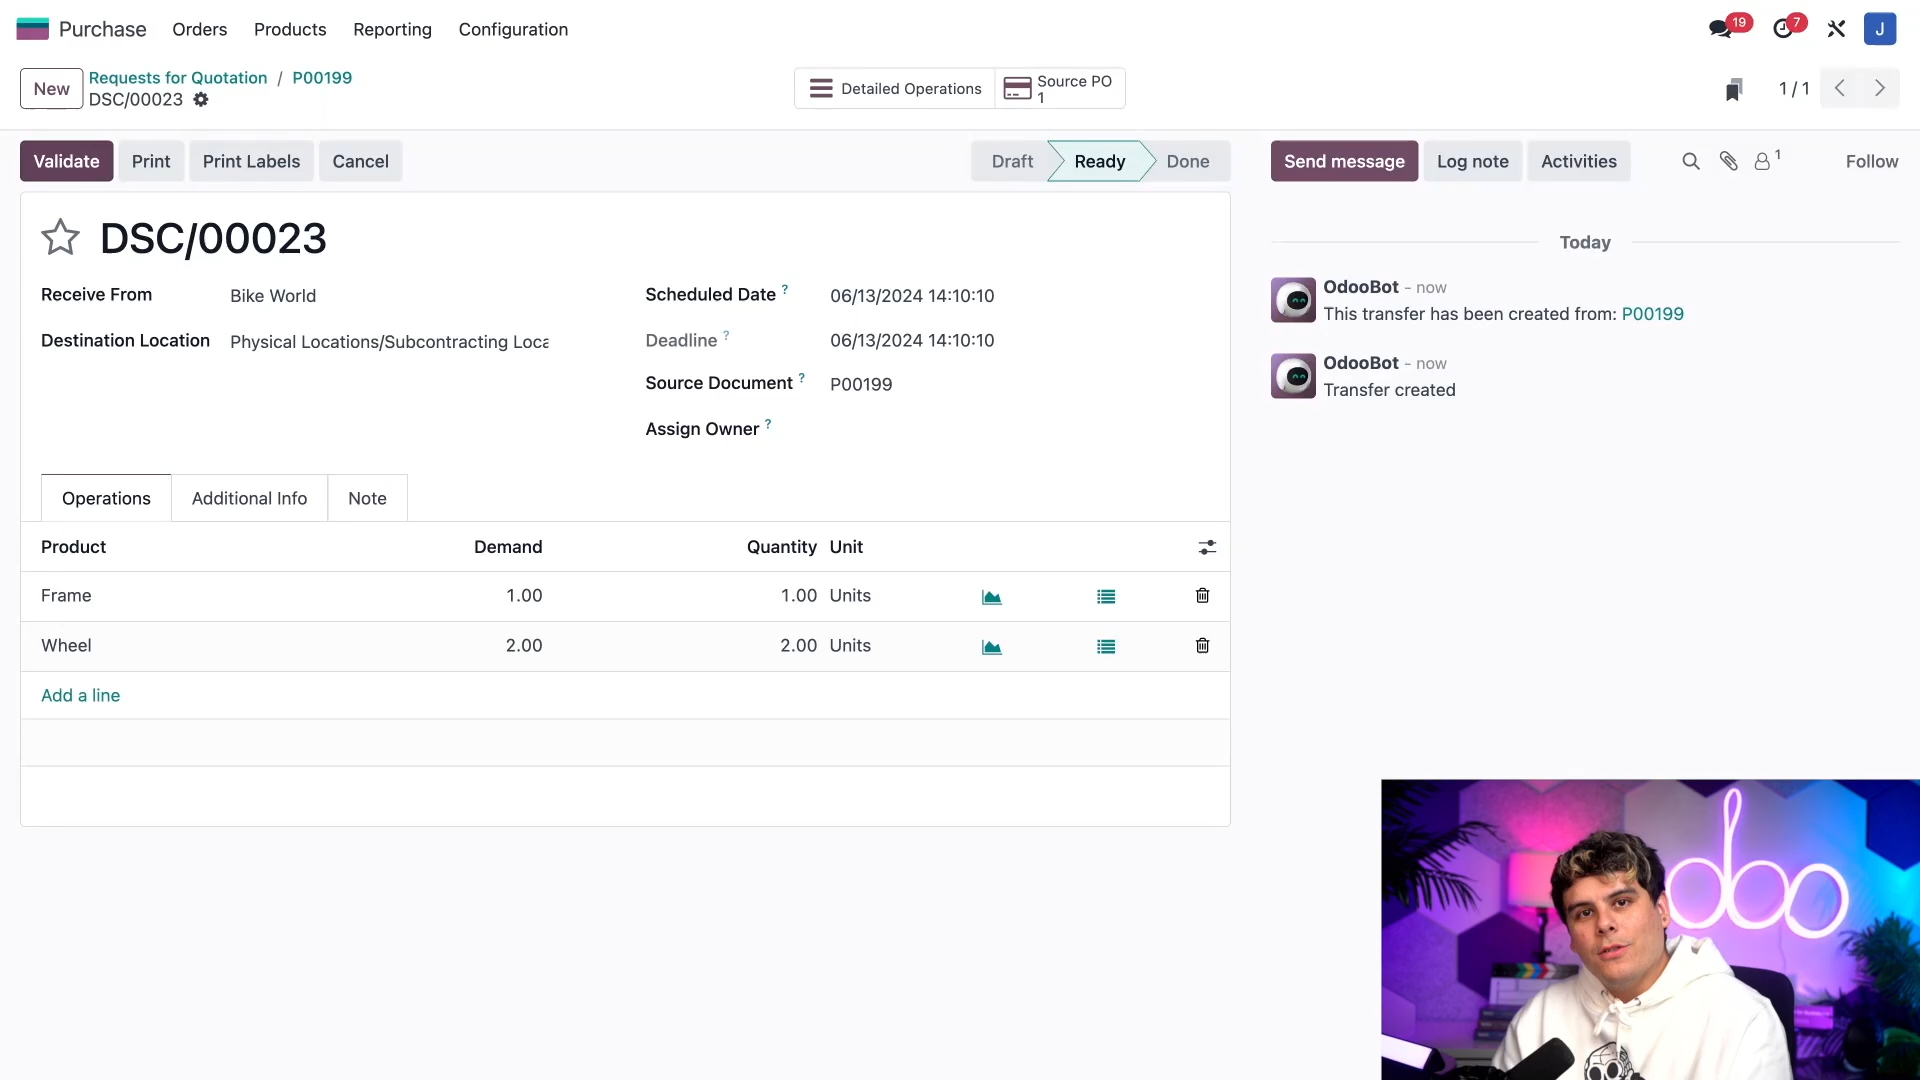 Purchase
Orders
Products
Reporting
Configuration
19
7
J
New
Requests for Quotation / P00199
DSC/00023
Detailed Operations
Source PO
1
1 / 1
Validate
Print
Print Labels
Cancel
Draft
Ready
Done
Send message
Log note
Activities
1
Follow
DSC/00023
Receive From
Bike World
Destination Location
Physical Locations/Subcontracting Loca
Scheduled Date ?
06/13/2024 14:10:10
Deadline ?
06/13/2024 14:10:10
Source Document ?
P00199
Assign Owner ?
Today
OdooBot - now
This transfer has been created from: P00199
OdooBot - now
Transfer created
Operations
Additional Info
Note
Product Demand Quantity Unit
Frame 1.00 1.00 Units
Wheel 2.00 2.00 Units
Add a line
odoo